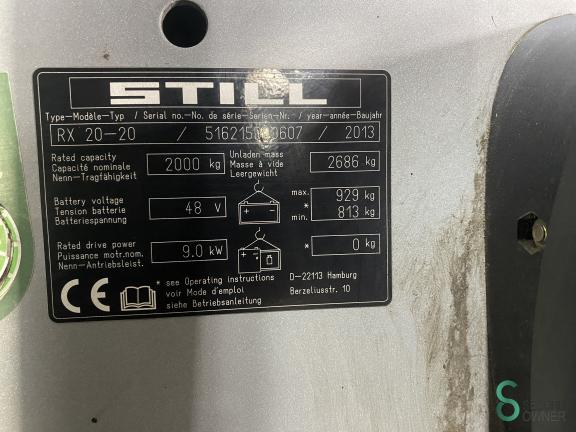 STILL
Type-Modèle-Typ / Serial no.-No. de série-Serien-Nr. / year-année-Baujahr
RX 20-20 / / 2013
Rated capacity
Capacité nominale
Nenn-Tragfähigkeit
2000 kg
Unladen mass
Masse à vide
Leergewicht
2686 kg
Battery voltage
Tension batterie
Batteriespannung
48 V
max. 929 kg
*
min. 813 kg
Rated drive power
Puissance motr.nom.
Nenn-Antriebsleist.
9.0 kW
* 0 kg
CE
* see Operating instructions
voir Mode d'emploi
siehe Betriebsanleitung
D-22113 Hamburg
Berzeliusstr. 10
OWNER